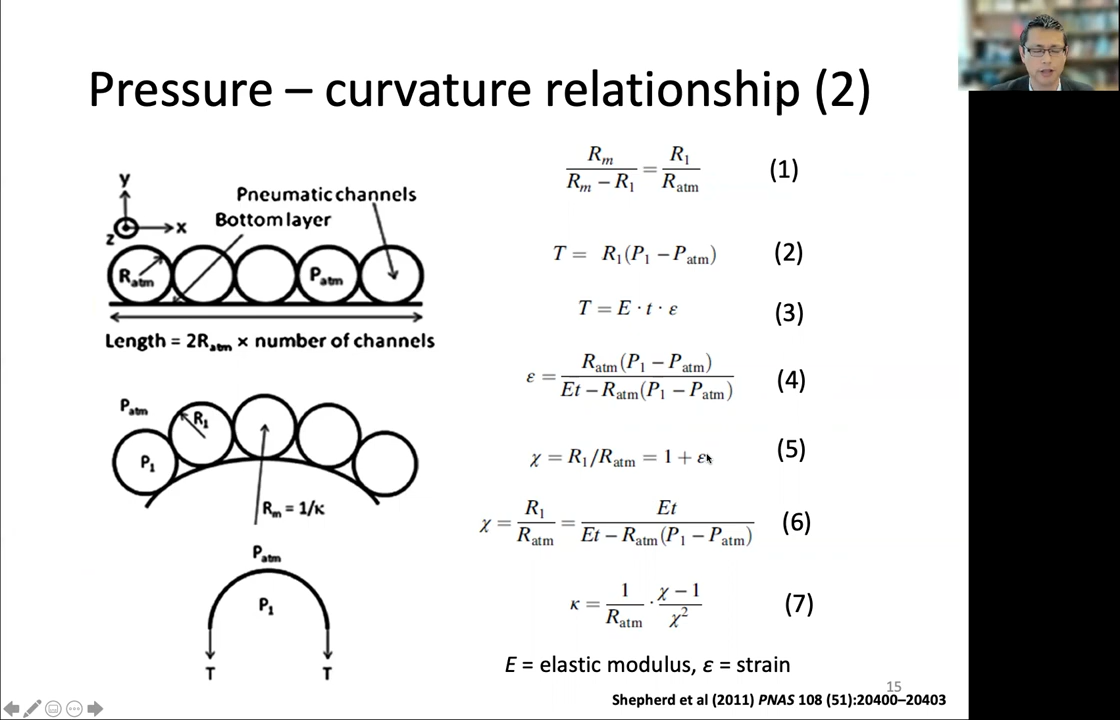 Pressure – curvature relationship (2)
y
x
z
Pneumatic channels
Bottom layer
R_atm
P_atm
Length = 2R_atm × number of channels
P_atm
R_1
P_1
R_m = 1/κ
P_atm
P_1
T
T
R_m / (R_m − R_1) = R_1 / R_atm (1)
T = R_1(P_1 − P_atm) (2)
T = E · t · ε (3)
ε = R_atm(P_1 − P_atm) / (Et − R_atm(P_1 − P_atm)) (4)
χ = R_1/R_atm = 1 + ε (5)
χ = R_1 / R_atm = Et / (Et − R_atm(P_1 − P_atm)) (6)
κ = 1 / R_atm · (χ − 1) / χ² (7)
E = elastic modulus, ε = strain
15
Shepherd et al (2011) PNAS 108 (51):20400–20403